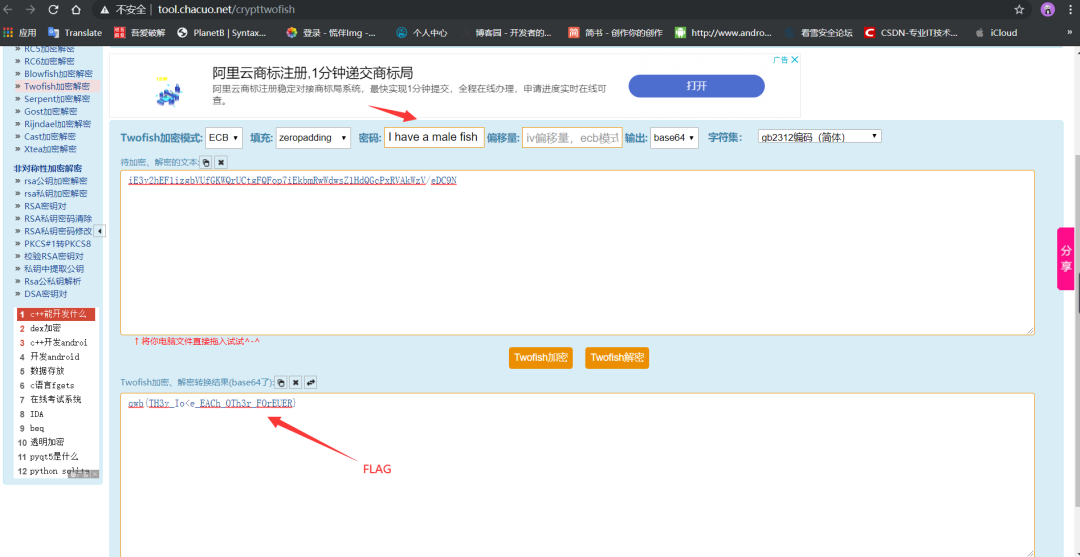 不安全 | tool.chacuo.net/crypttwofish
应用 Translate 吾爱破解 PlanetB | Syntax... 登录 - 慌伴Img -... 个人中心 博客园 - 开发者的... 简书 - 创作你的创作 http://www.andro... 看雪安全论坛 CSDN-专业IT技术... iCloud »
» RC5加密解密
» RC6加密解密
» Blowfish加密解密
» Twofish加密解密
» Serpent加密解密
» Gost加密解密
» Rijndael加密解密
» Cast加密解密
» Xtea加密解密
非对称性加密解密
» rsa公钥加密解密
» rsa私钥加密解密
» RSA密钥对
» RSA私钥密码清除
» RSA私钥密码修改
» PKCS#1转PKCS8
» 校验RSA密钥对
» 私钥中提取公钥
» Rsa公私钥解析
» DSA密钥对
1 c++能开发什么
2 dex加密
3 c++开发androi
4 开发android
5 数据存放
6 c语言fgets
7 在线考试系统
8 IDA
9 beq
10 透明加密
11 pyqt5是什么
12 python sqlite
阿里云商标注册,1分钟递交商标局
阿里云商标注册稳定对接商标局系统，最快实现1分钟提交，全程在线办理，申请进度实时在线可
查。
打开
广告
Twofish加密模式: ECB 填充: zeropadding 密码: I have a male fish 偏移量: iv偏移量，ecb模式 输出: base64 字符集: gb2312编码（简体）
待加密、解密的文本:
↑将你电脑文件直接拖入试试^-^
Twofish加密 Twofish解密
Twofish加密、解密转换结果(base64了):
qwb{TH3y_Io<e_EACh_OTh3r_FOrEUER}
FLAG
分
享